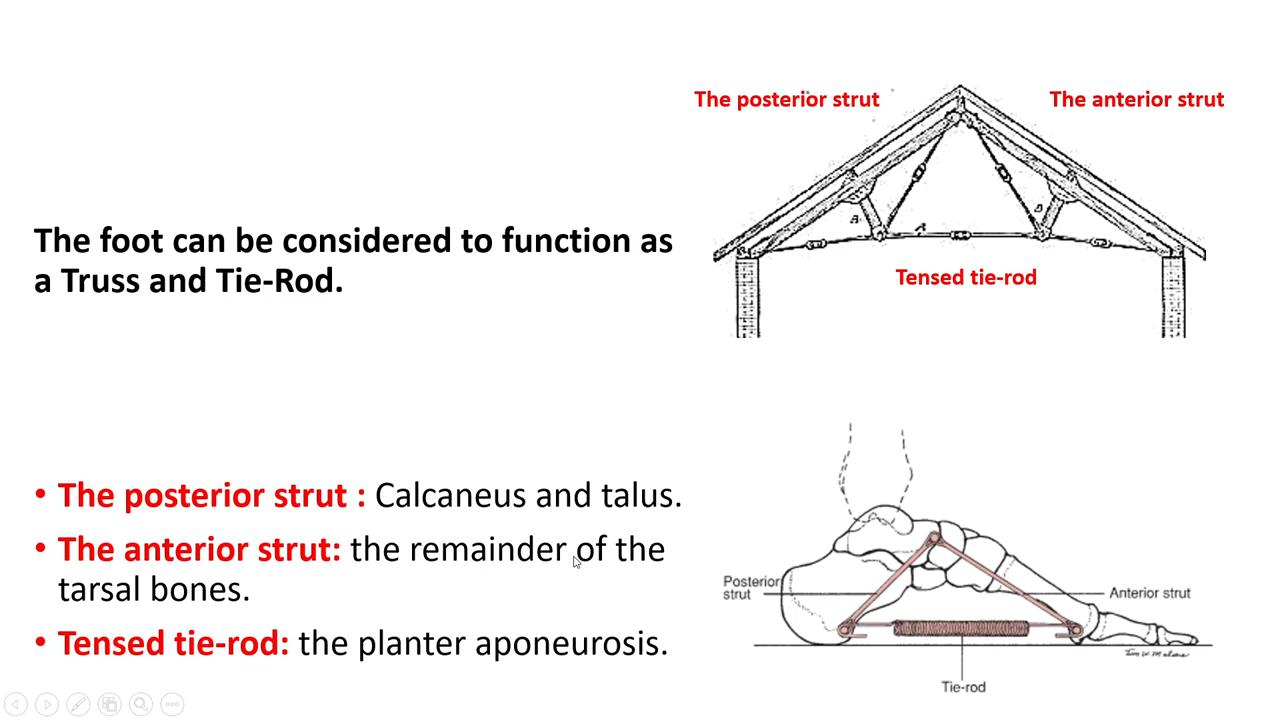 The posterior strut
The anterior strut
B
B
A
The foot can be considered to function as
a Truss and Tie-Rod.
Tensed tie-rod
• The posterior strut : Calcaneus and talus.
• The anterior strut: the remainder of the
tarsal bones.
• Tensed tie-rod: the planter aponeurosis.
Posterior
strut
Anterior strut
Tie-rod